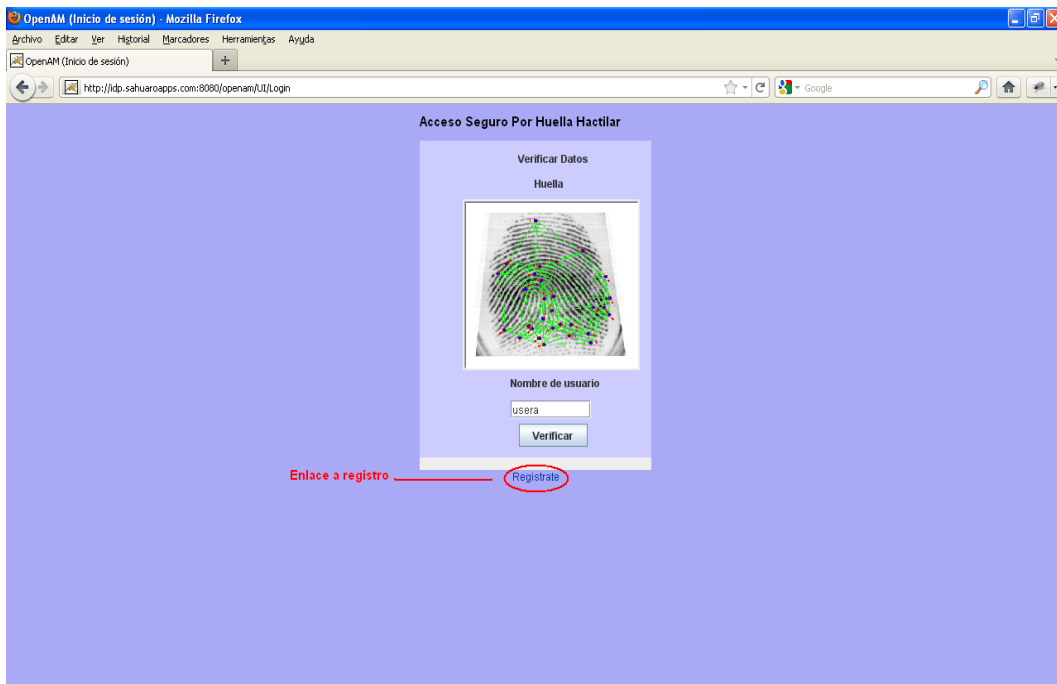 OpenAM (Inicio de sesión) - Mozilla Firefox
Archivo Editar Ver Historial Marcadores Herramientas Ayuda
OpenAM (Inicio de sesión)
http://idp.sahuaroapps.com:8080/openam/UI/Login
Google
Acceso Seguro Por Huella Hactilar
Verificar Datos
Huella
Nombre de usuario
usera
Verificar
Enlace a registro
Registrate